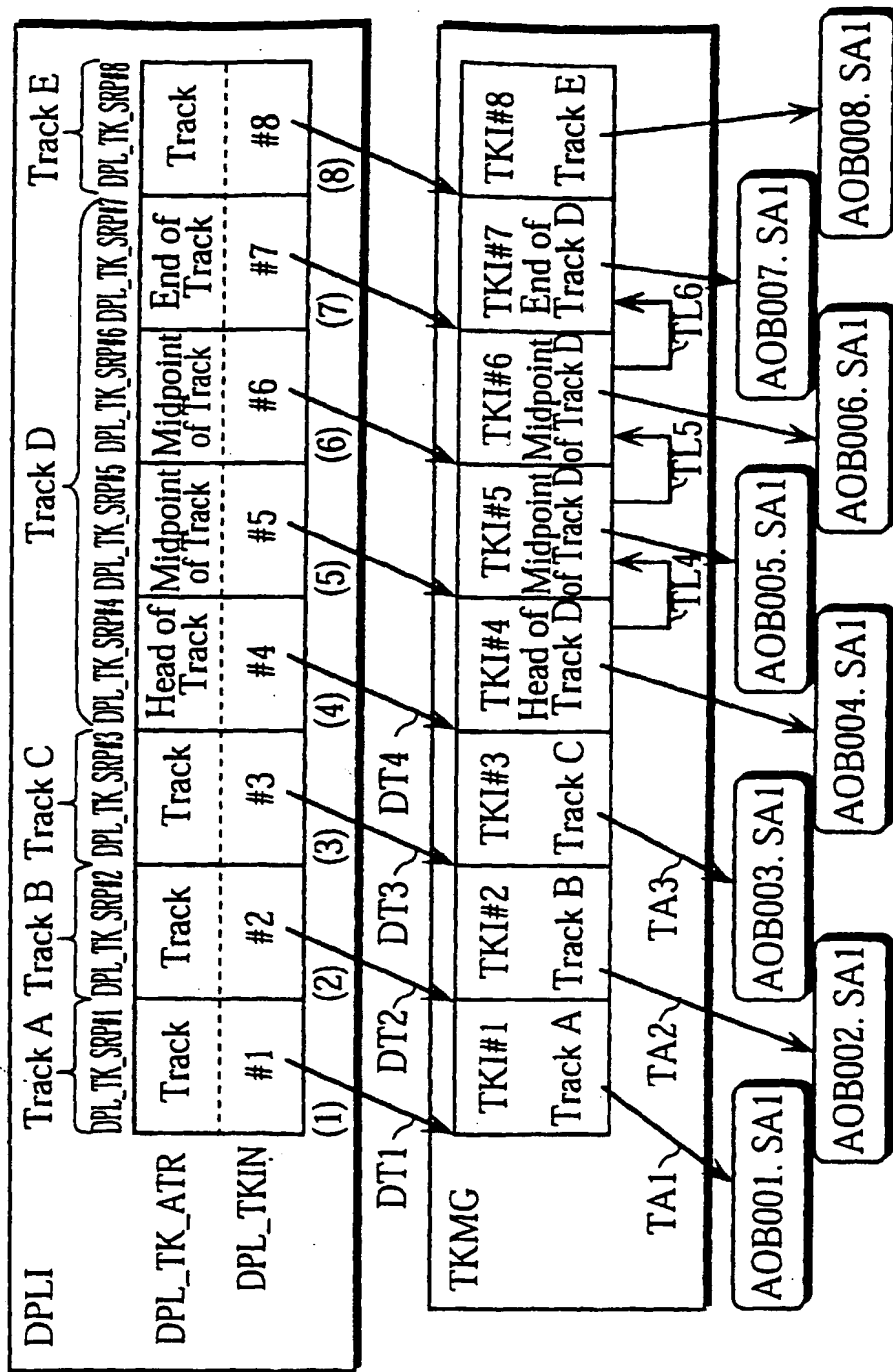 DPLI
Track A
Track B
Track C
Track D
Track E
DPL_TK_SRP#1
DPL_TK_SRP#2
DPL_TK_SRP#3
DPL_TK_SRP#4
DPL_TK_SRP#5
DPL_TK_SRP#6
DPL_TK_SRP#7
DPL_TK_SRP#8
DPL_TK_ATR
Track
Track
Track
Head of
Track
Midpoint
of Track
Midpoint
of Track
End of
Track
Track
DPL_TKIN
#1
#2
#3
#4
#5
#6
#7
#8
(1)
(2)
(3)
(4)
(5)
(6)
(7)
(8)
DT1
DT2
DT3
DT4
TKMG
TKI#1
Track A
TKI#2
Track B
TKI#3
Track C
TKI#4
Head of
Track D
TKI#5
Midpoint
of Track D
TKI#6
Midpoint
of Track D
TKI#7
End of
Track D
TKI#8
Track E
TL4
TL5
TL6
TA1
TA2
TA3
AOB001. SA1
AOB002. SA1
AOB003. SA1
AOB004. SA1
AOB005. SA1
AOB006. SA1
AOB007. SA1
AOB008. SA1